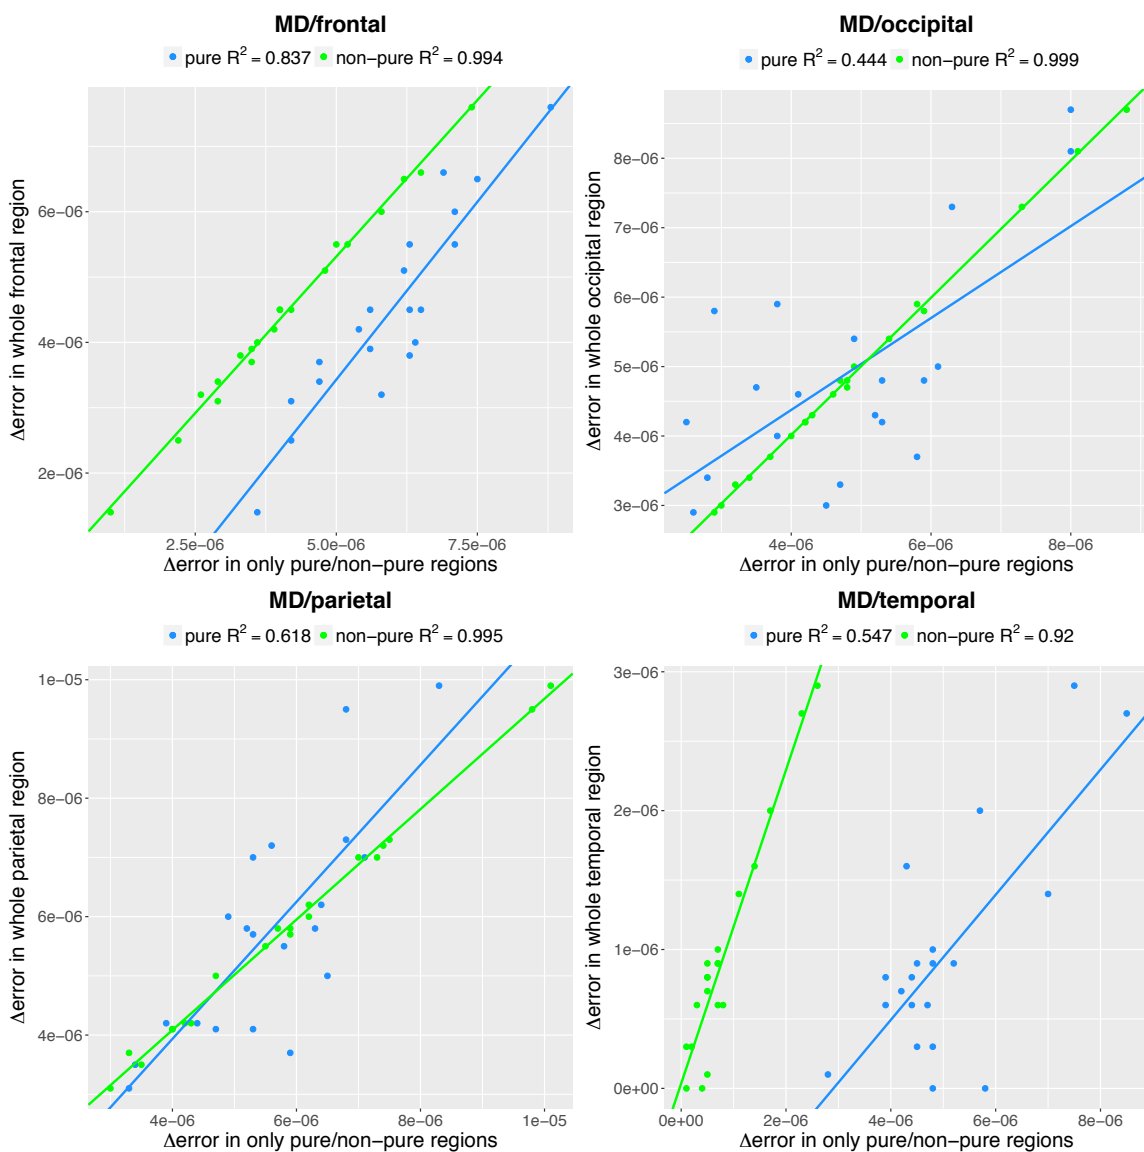 MD/frontal
pure R² = 0.837 non−pure R² = 0.994
Δerror in whole frontal region
6e−06
4e−06
2e−06
2.5e−06 5.0e−06 7.5e−06
Δerror in only pure/non−pure regions
MD/occipital
pure R² = 0.444 non−pure R² = 0.999
Δerror in whole occipital region
8e−06
7e−06
6e−06
5e−06
4e−06
3e−06
4e−06 6e−06 8e−06
Δerror in only pure/non−pure regions
MD/parietal
pure R² = 0.618 non−pure R² = 0.995
Δerror in whole parietal region
1e−05
8e−06
6e−06
4e−06
4e−06 6e−06 8e−06 1e−05
Δerror in only pure/non−pure regions
MD/temporal
pure R² = 0.547 non−pure R² = 0.92
Δerror in whole temporal region
3e−06
2e−06
1e−06
0e+00
0e+00 2e−06 4e−06 6e−06 8e−06
Δerror in only pure/non−pure regions